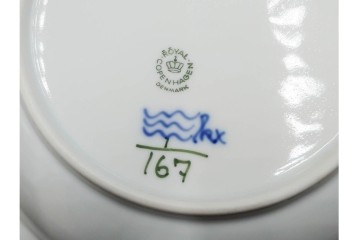 ROYAL
COPENHAGEN
DENMARK
167